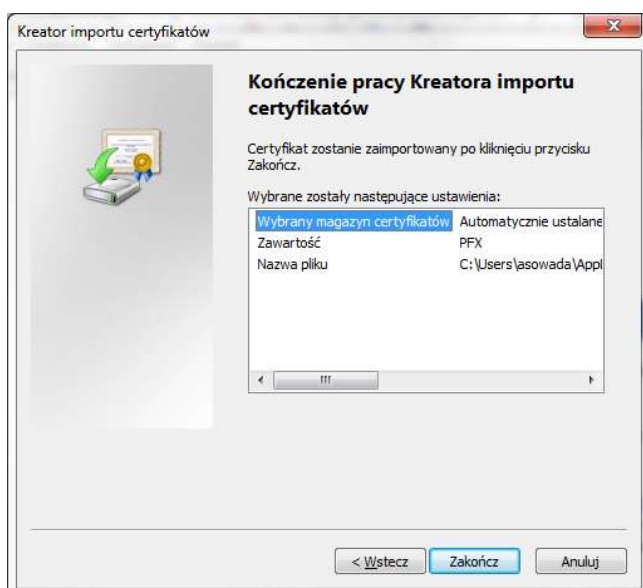 Kreator importu certyfikatów
Kończenie pracy Kreatora importu
certyfikatów
Certyfikat zostanie zaimportowany po kliknięciu przycisku
Zakończ.
Wybrane zostały następujące ustawienia:
Wybrany magazyn certyfikatów Automatycznie ustalane
Zawartość PFX
Nazwa pliku C:\Users\asowada\Appl
< Wstecz Zakończ Anuluj